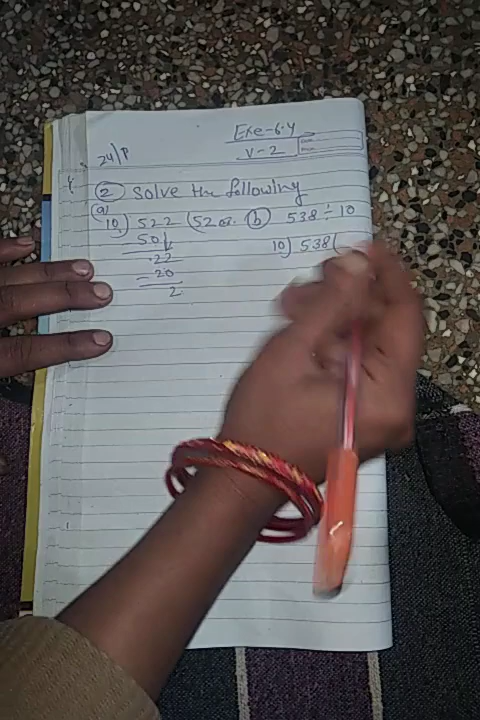 Exe-6.4
24/P
V-2
② Solve the following
(a)
10) 522 (52
50↓
22
- 20
2
(b) 538 ÷ 10
10) 538 (